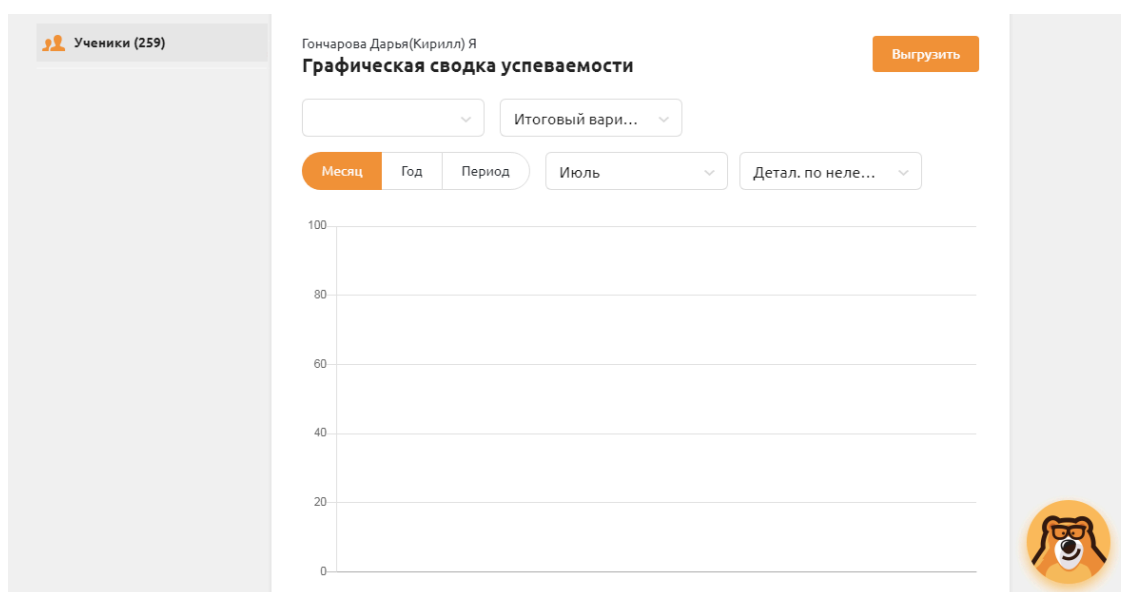 Ученики (259)
Гончарова Дарья(Кирилл) Я
Графическая сводка успеваемости
Выгрузить
Итоговый вари...
Месяц Год Период Июль Детал. по неле...
100
80
60
40
20
0